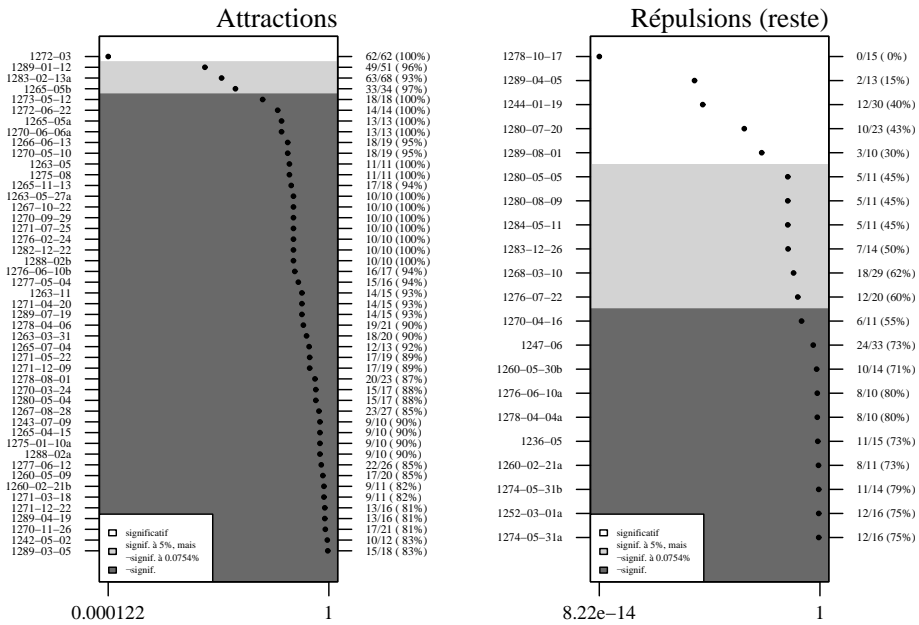 Attractions
1272−03 62/62 (100%)
1289−01−12 49/51 ( 96%)
1283−02−13a 63/68 ( 93%)
1265−05b 33/34 ( 97%)
1273−05−12 18/18 (100%)
1272−06−22 14/14 (100%)
1265−05a 13/13 (100%)
1270−06−06a 13/13 (100%)
1266−06−13 18/19 ( 95%)
1270−05−10 18/19 ( 95%)
1263−05 11/11 (100%)
1275−08 11/11 (100%)
1265−11−13 17/18 ( 94%)
1263−05−27a 10/10 (100%)
1267−10−22 10/10 (100%)
1270−09−29 10/10 (100%)
1271−07−25 10/10 (100%)
1276−02−24 10/10 (100%)
1282−12−22 10/10 (100%)
1288−02b 10/10 (100%)
1276−06−10b 16/17 ( 94%)
1277−05−04 15/16 ( 94%)
1263−11 14/15 ( 93%)
1271−04−20 14/15 ( 93%)
1289−07−19 14/15 ( 93%)
1278−04−06 19/21 ( 90%)
1263−03−31 18/20 ( 90%)
1265−07−04 12/13 ( 92%)
1271−05−22 17/19 ( 89%)
1271−12−09 17/19 ( 89%)
1278−08−01 20/23 ( 87%)
1270−03−24 15/17 ( 88%)
1280−05−04 15/17 ( 88%)
1267−08−28 23/27 ( 85%)
1243−07−09 9/10 ( 90%)
1265−04−15 9/10 ( 90%)
1275−01−10a 9/10 ( 90%)
1288−02a 9/10 ( 90%)
1277−06−12 22/26 ( 85%)
1260−05−09 17/20 ( 85%)
1260−02−21b 9/11 ( 82%)
1271−03−18 9/11 ( 82%)
1271−12−22 13/16 ( 81%)
1289−04−19 13/16 ( 81%)
1270−11−26 17/21 ( 81%)
1242−05−02 10/12 ( 83%)
1289−03−05 15/18 ( 83%)
significatif
signif. à 5%, mais
¬signif. à 0.0754%
¬signif.
0.000122 1
Répulsions (reste)
1278−10−17 0/15 ( 0%)
1289−04−05 2/13 ( 15%)
1244−01−19 12/30 ( 40%)
1280−07−20 10/23 ( 43%)
1289−08−01 3/10 ( 30%)
1280−05−05 5/11 ( 45%)
1280−08−09 5/11 ( 45%)
1284−05−11 5/11 ( 45%)
1283−12−26 7/14 ( 50%)
1268−03−10 18/29 ( 62%)
1276−07−22 12/20 ( 60%)
1270−04−16 6/11 ( 55%)
1247−06 24/33 ( 73%)
1260−05−30b 10/14 ( 71%)
1276−06−10a 8/10 ( 80%)
1278−04−04a 8/10 ( 80%)
1236−05 11/15 ( 73%)
1260−02−21a 8/11 ( 73%)
1274−05−31b 11/14 ( 79%)
1252−03−01a 12/16 ( 75%)
1274−05−31a 12/16 ( 75%)
significatif
signif. à 5%, mais
¬signif. à 0.0754%
¬signif.
8.22e−14 1